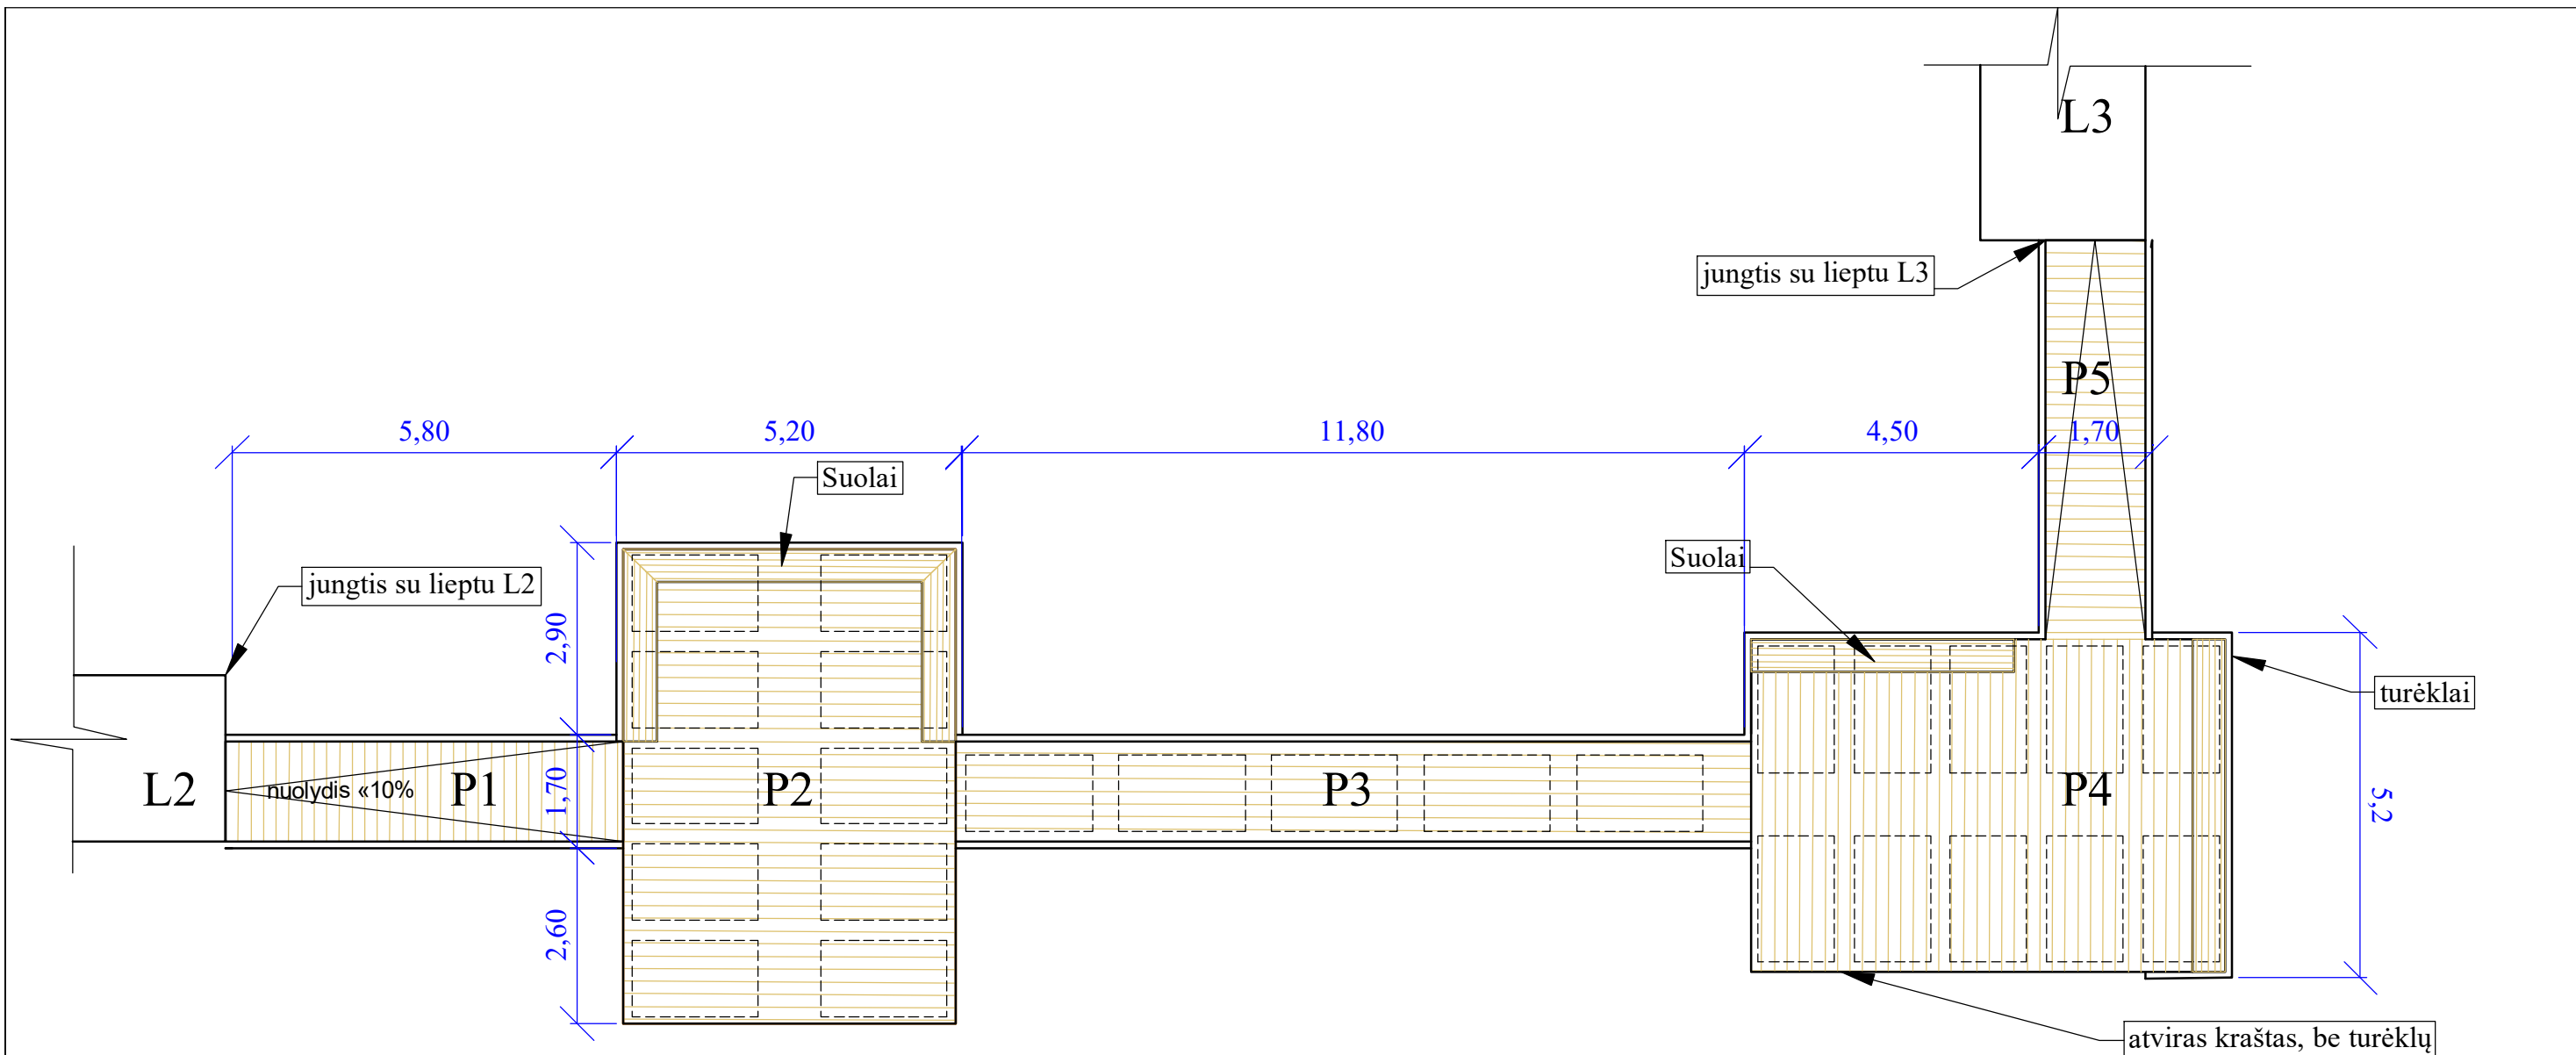 L3
jungtis su lieptu L3
P5
5,80
5,20
11,80
4,50
1,70
Suolai
Suolai
jungtis su lieptu L2
2,90
turėklai
L2
nuolydis «10%
P1
1,70
P2
P3
P4
5,2
2,60
atviras kraštas, be turėklų